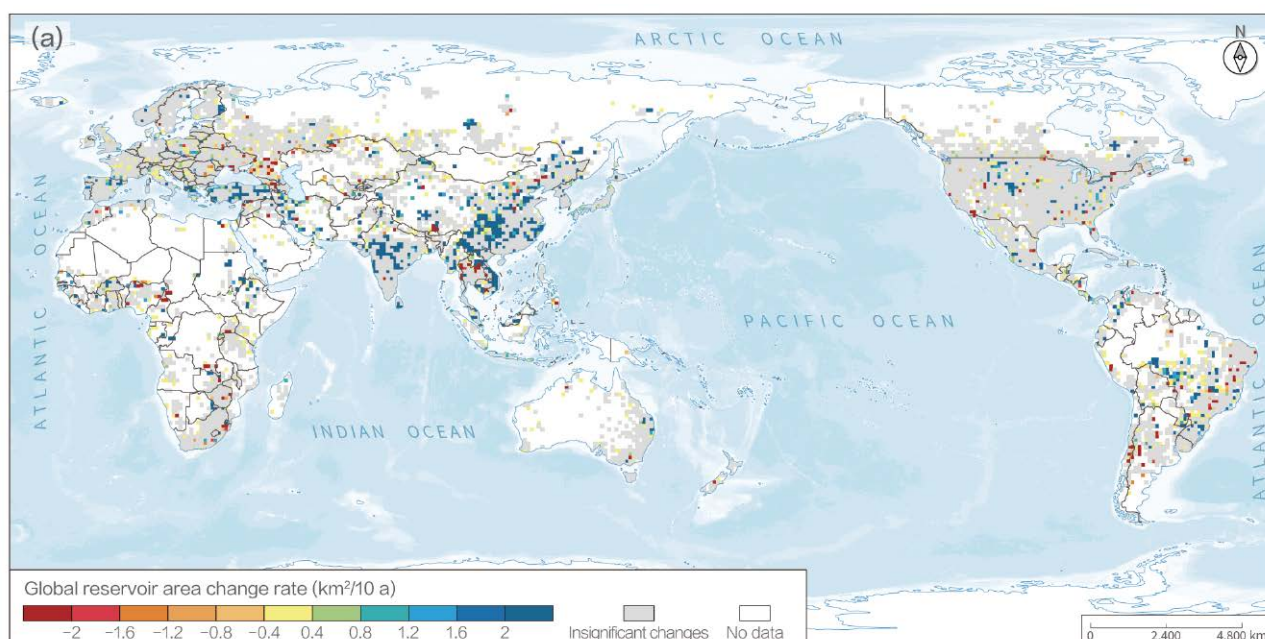 (a)
ARCTIC OCEAN
N
ATLANTIC OCEAN
PACIFIC OCEAN
INDIAN OCEAN
ATLANTIC OCEAN
Global reservoir area change rate (km²/10 a)
−2 −1.6 −1.2 −0.8 −0.4 0.4 0.8 1.2 1.6 2
Insignificant changes No data
0 2,400 4,800 km